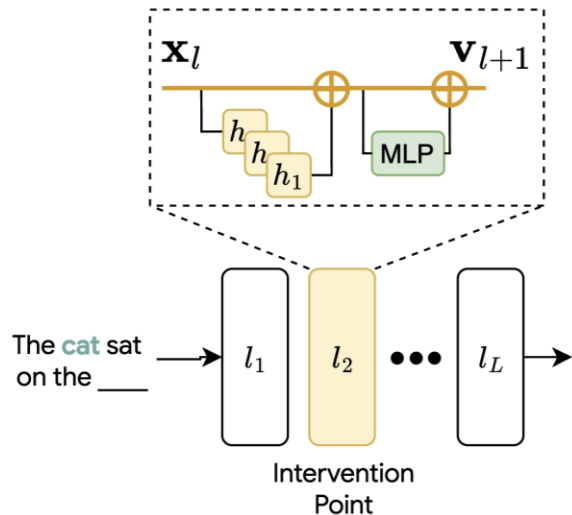 𝐱_l 𝐯_{l+1}
h
h
h_1
MLP
The cat sat
on the ____
l_1
l_2
●●●
l_L
Intervention
Point